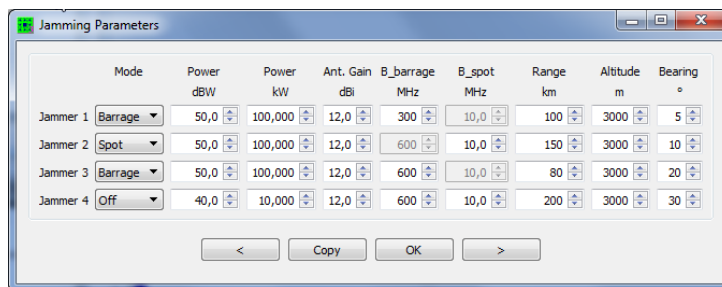 Jamming Parameters
Mode Power Power Ant. Gain B_barrage B_spot Range Altitude Bearing
dBW kW dBi MHz MHz km m °
Jammer 1 Barrage 50,0 100,000 12,0 300 10,0 100 3000 5
Jammer 2 Spot 50,0 100,000 12,0 600 10,0 150 3000 10
Jammer 3 Barrage 50,0 100,000 12,0 600 10,0 80 3000 20
Jammer 4 Off 40,0 10,000 12,0 600 10,0 200 3000 30
< Copy OK >